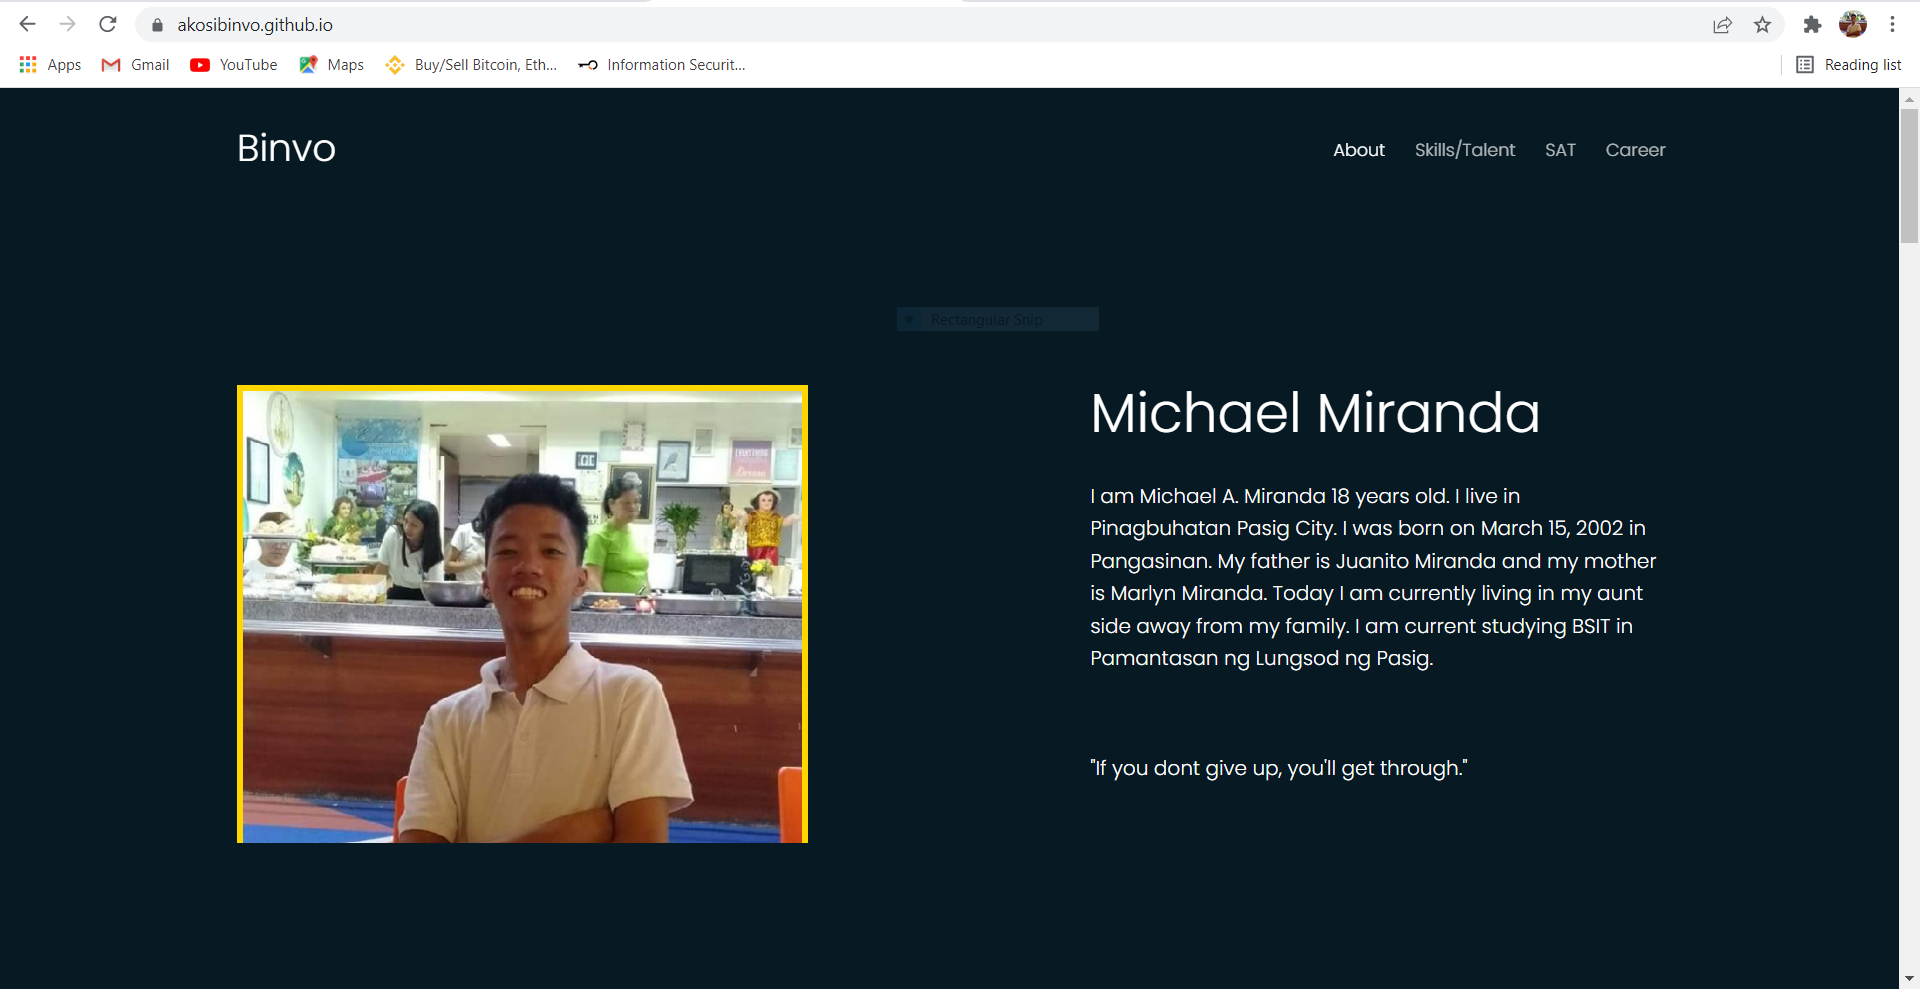 akosibinvo.github.io
Apps Gmail YouTube Maps Buy/Sell Bitcoin, Eth... Information Securit... Reading list
Binvo
About Skills/Talent SAT Career
Rectangular Snip
Michael Miranda
I am Michael A. Miranda 18 years old. I live in
Pinagbuhatan Pasig City. I was born on March 15, 2002 in
Pangasinan. My father is Juanito Miranda and my mother
is Marlyn Miranda. Today I am currently living in my aunt
side away from my family. I am current studying BSIT in
Pamantasan ng Lungsod ng Pasig.
"If you dont give up, you'll get through."